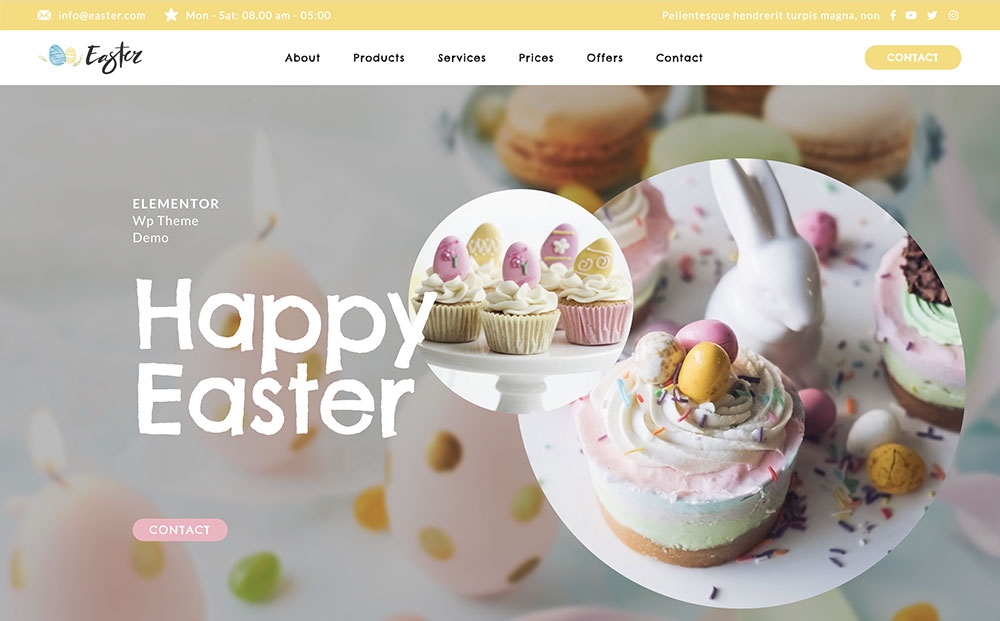 info@easter.com
Mon - Sat: 08.00 am - 05:00
Pellentesque hendrerit turpis magna, non
Easter
About
Products
Services
Prices
Offers
Contact
CONTACT
ELEMENTOR
Wp Theme
Demo
Happy
Easter
CONTACT